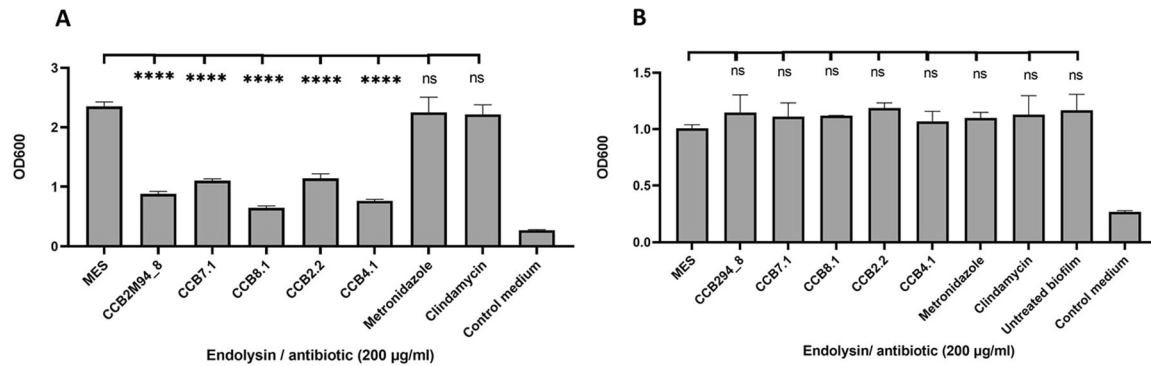 A
OD600
3
2
1
0
**** **** **** **** **** ns ns
MES
CCB2M94_8
CCB7.1
CCB8.1
CCB2.2
CCB4.1
Metronidazole
Clindamycin
Control medium
Endolysin / antibiotic (200 µg/ml)
B
OD600
1.5
1.0
0.5
0.0
ns ns ns ns ns ns ns ns
MES
CCB294_8
CCB7.1
CCB8.1
CCB2.2
CCB4.1
Metronidazole
Clindamycin
Untreated biofilm
Control medium
Endolysin/ antibiotic (200 µg/ml)